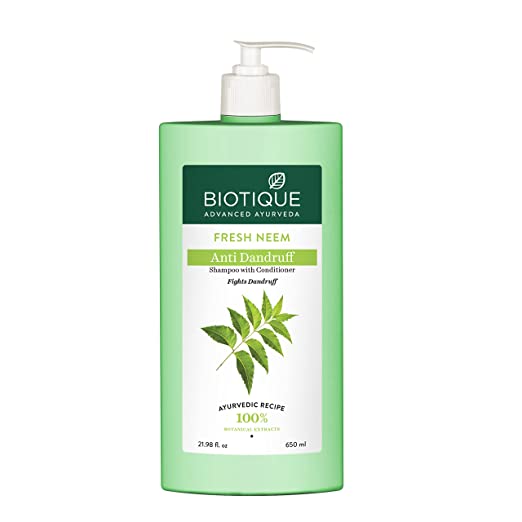 BIOTIQUE
ADVANCED AYURVEDA
FRESH NEEM
Anti Dandruff
Shampoo with Conditioner
Fights Dandruff
AYURVEDIC RECIPE
100%
BOTANICAL EXTRACTS
21.98 fl. oz 650 ml